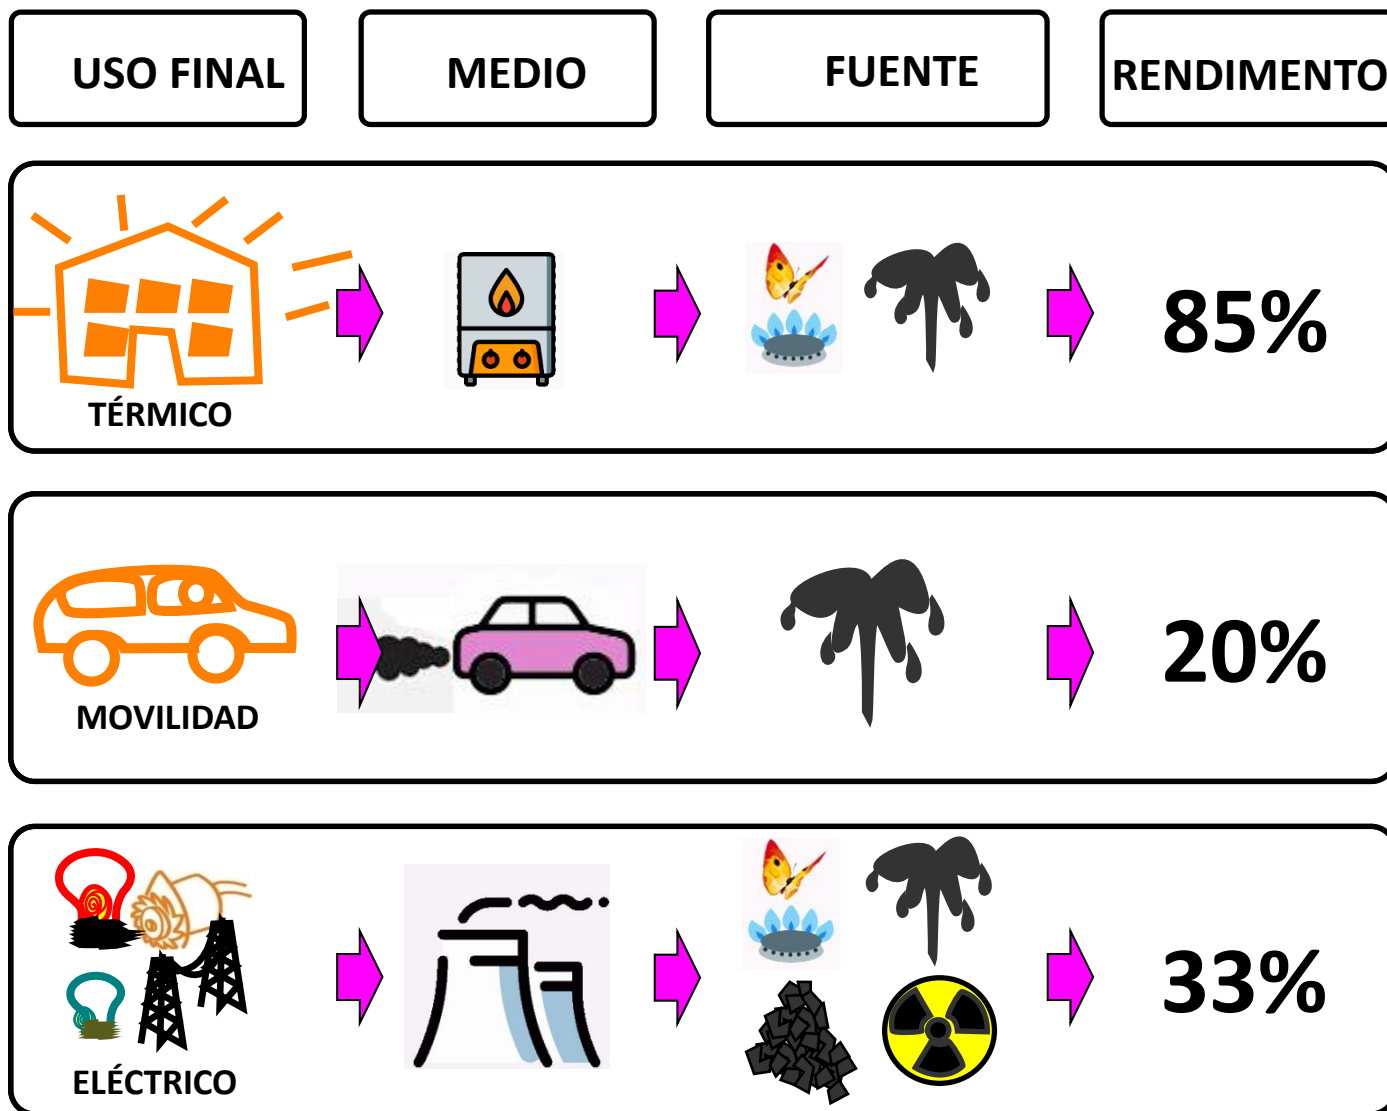 USO FINAL
MEDIO
FUENTE
RENDIMENTO
85%
TÉRMICO
20%
MOVILIDAD
33%
ELÉCTRICO